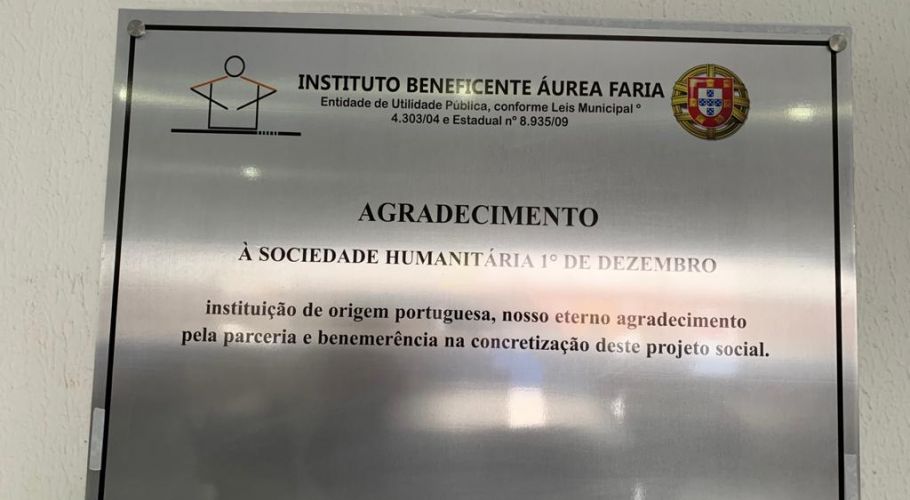 INSTITUTO BENEFICENTE ÁUREA FARIA
Entidade de Utilidade Pública, conforme Leis Municipal º
4.303/04 e Estadual nº 8.935/09
AGRADECIMENTO
À SOCIEDADE HUMANITÁRIA 1° DE DEZEMBRO
instituição de origem portuguesa, nosso eterno agradecimento
pela parceria e benemerência na concretização deste projeto social.